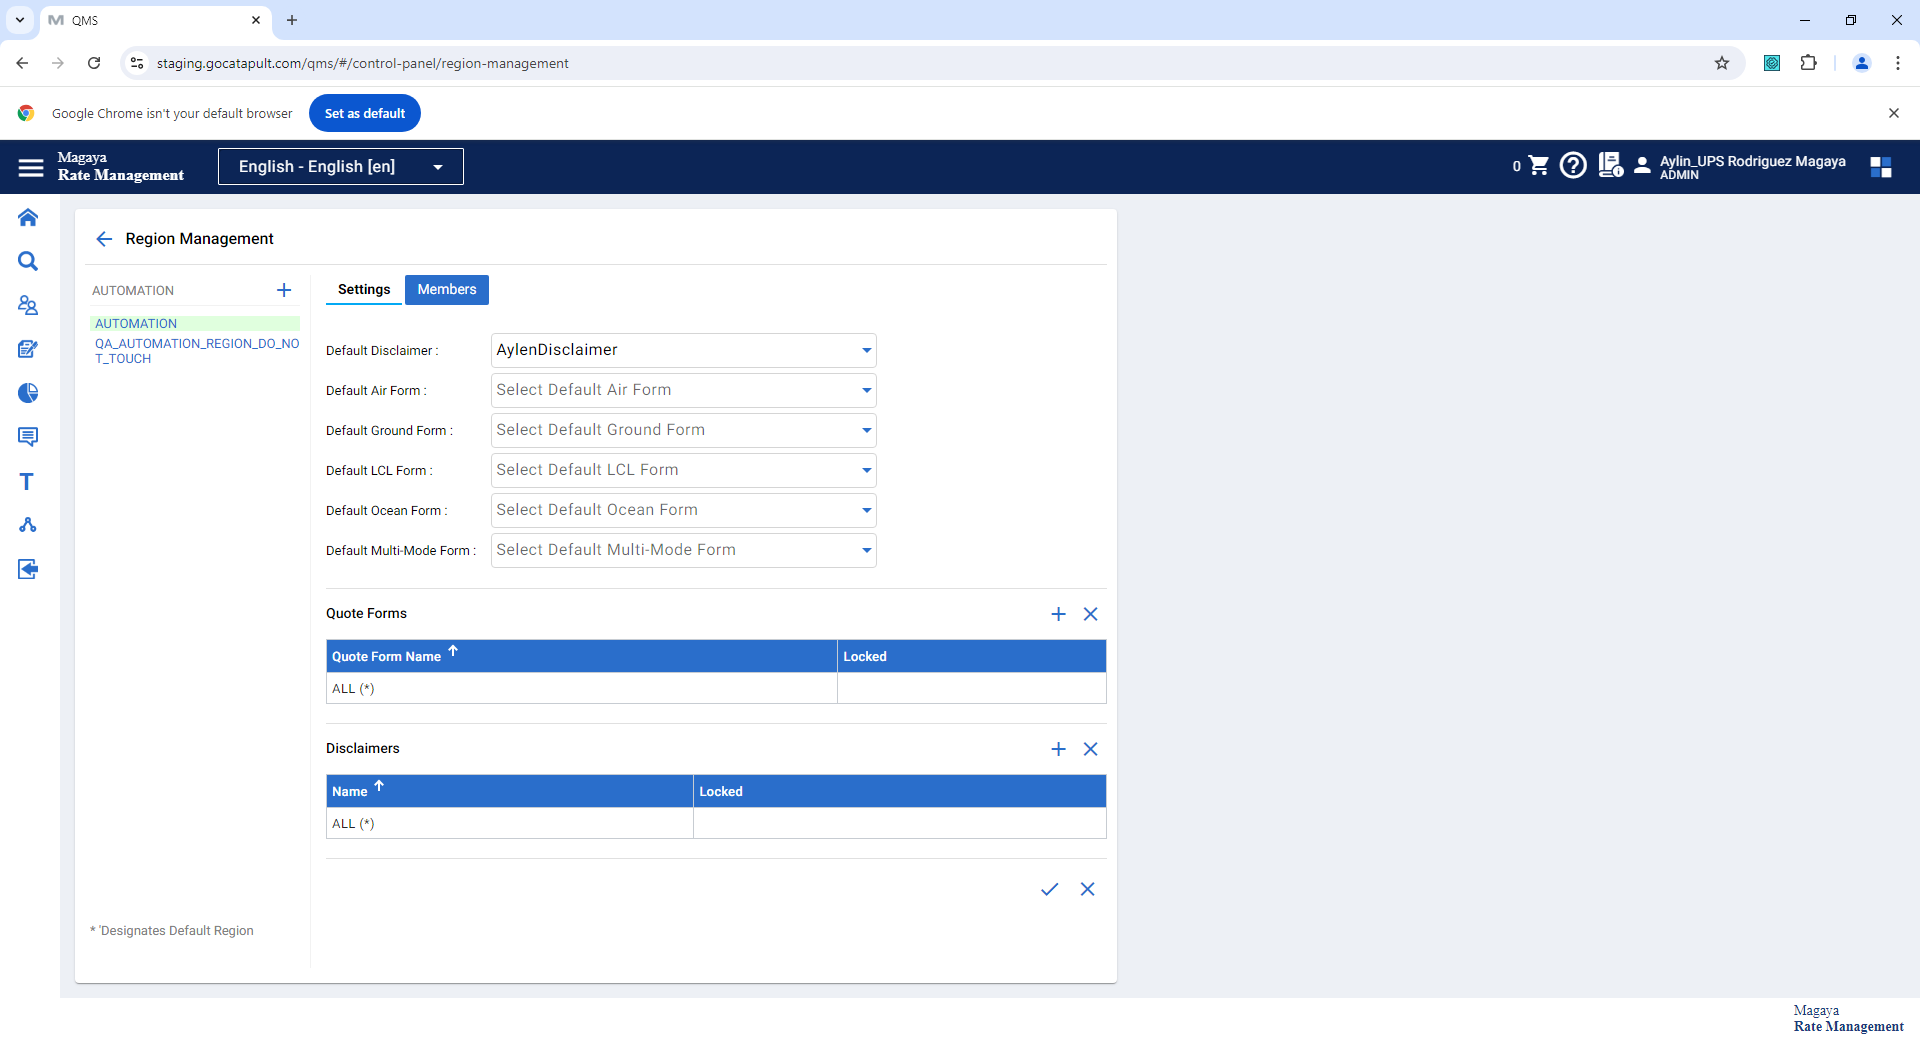 QMS
staging.gocatapult.com/qms/#/control-panel/region-management
Google Chrome isn't your default browser
Set as default
Magaya
Rate Management
English - English [en]
0
Aylin_UPS Rodriguez Magaya
ADMIN
Region Management
AUTOMATION
AUTOMATION
QA_AUTOMATION_REGION_DO_NO
T_TOUCH
* 'Designates Default Region
Settings
Members
Default Disclaimer :
AylenDisclaimer
Default Air Form :
Select Default Air Form
Default Ground Form :
Select Default Ground Form
Default LCL Form :
Select Default LCL Form
Default Ocean Form :
Select Default Ocean Form
Default Multi-Mode Form :
Select Default Multi-Mode Form
Quote Forms
Quote Form Name
Locked
ALL (*)
Disclaimers
Name
Locked
ALL (*)
Magaya
Rate Management